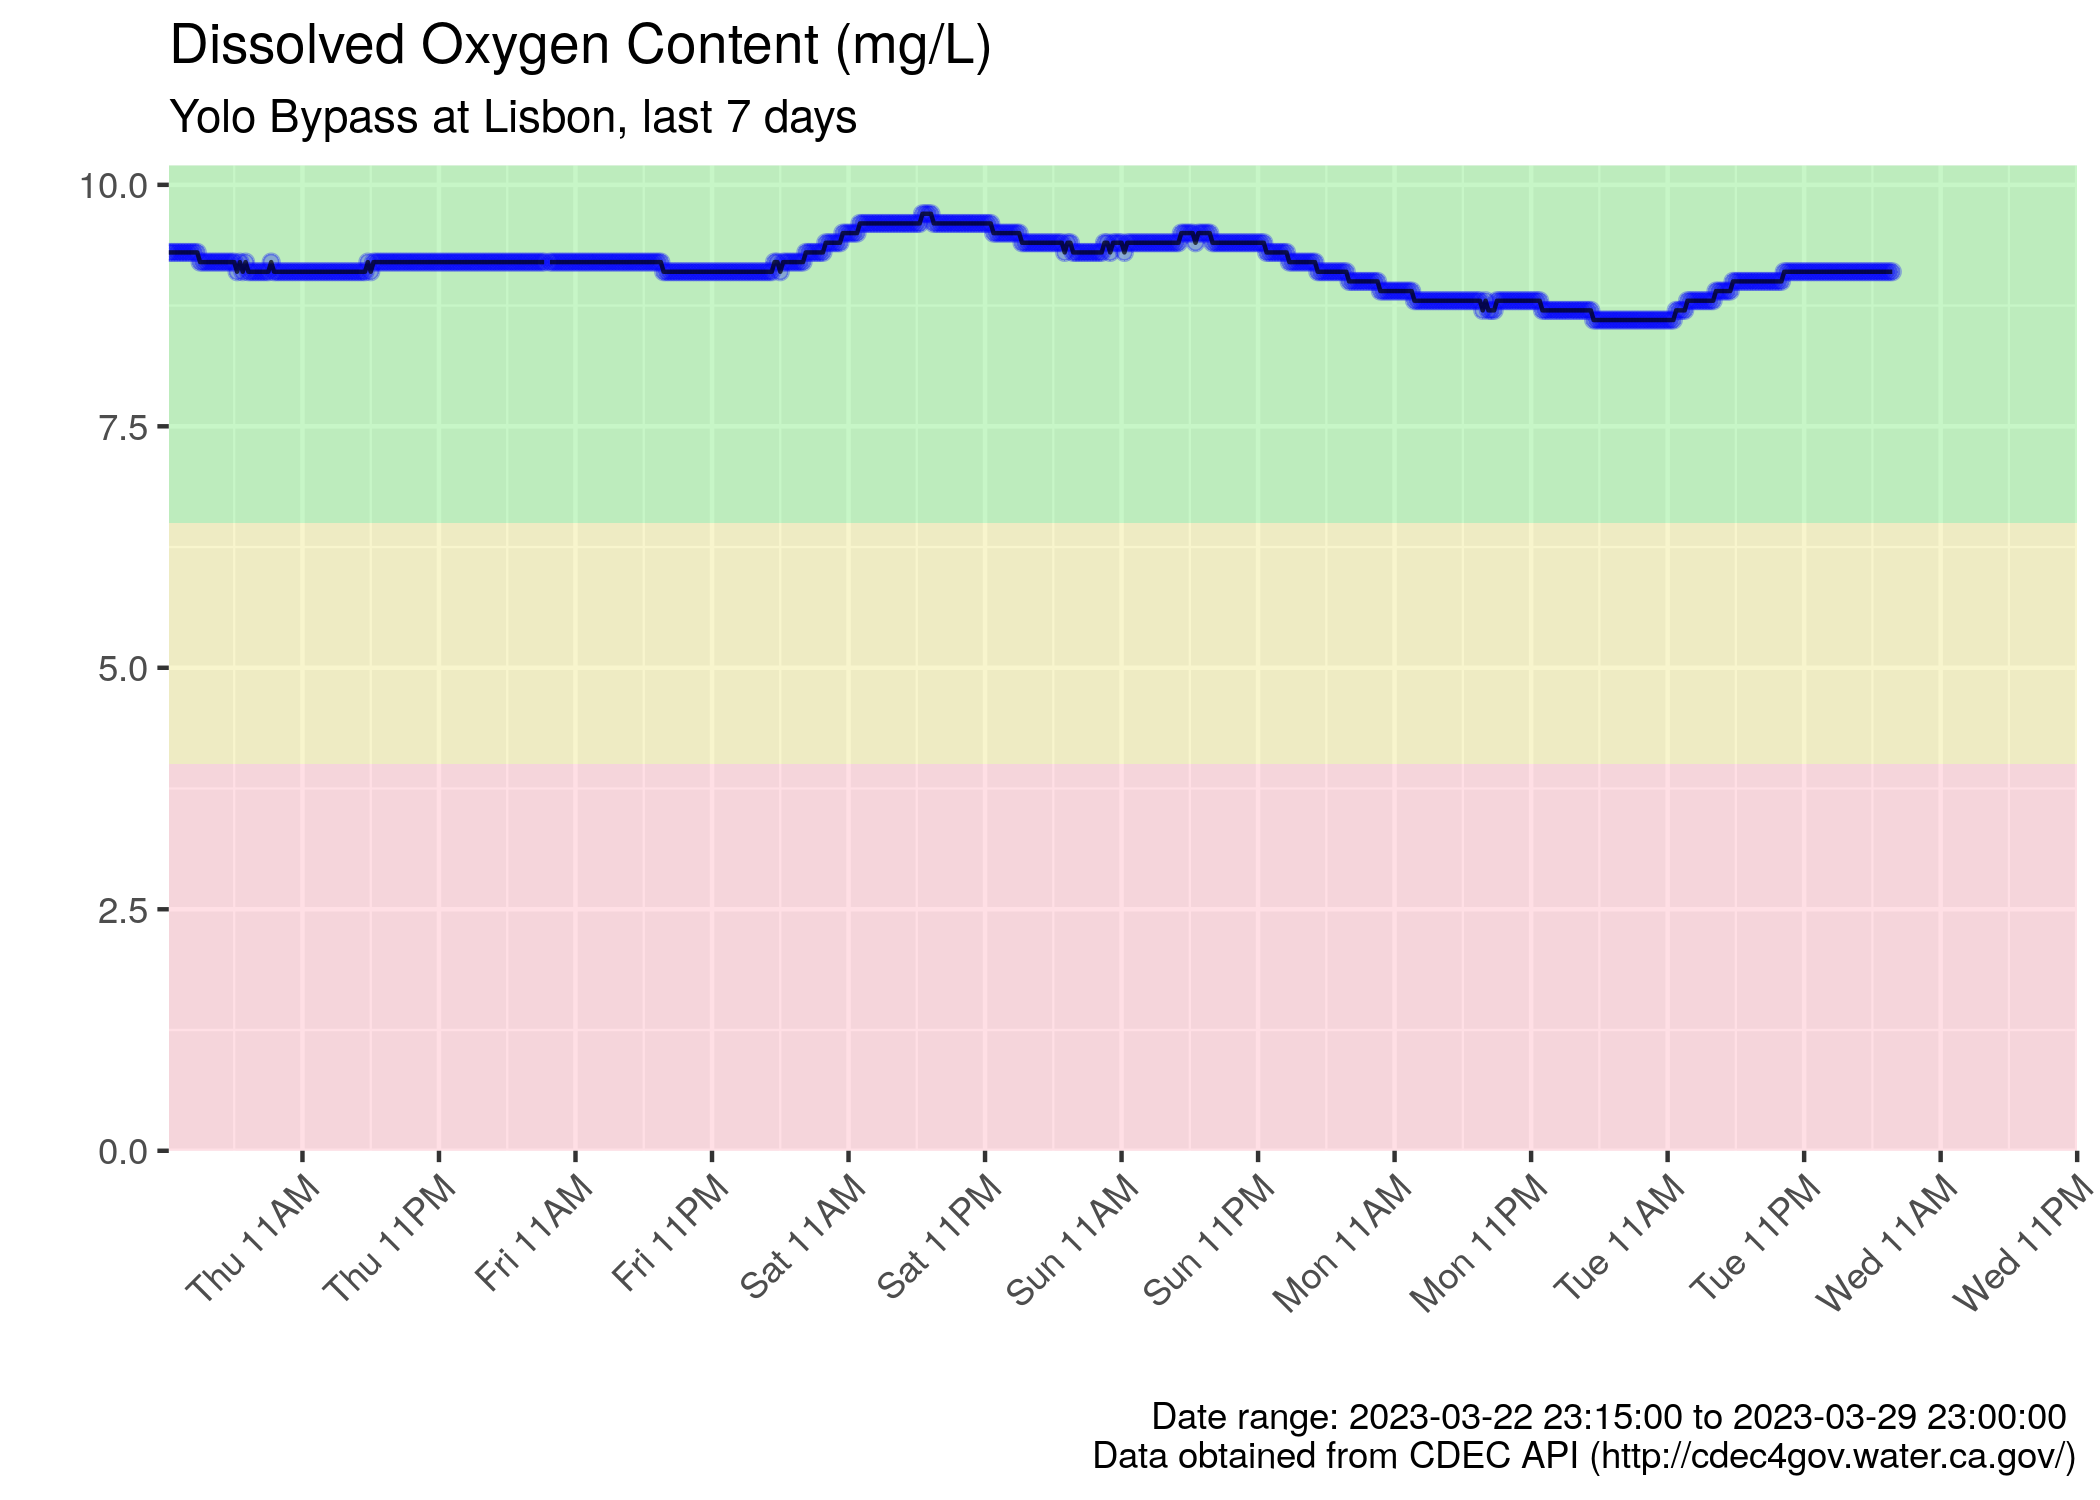 Dissolved Oxygen Content (mg/L)
Yolo Bypass at Lisbon, last 7 days
10.0
7.5
5.0
2.5
0.0
Thu 11AM
Thu 11PM
Fri 11AM
Fri 11PM
Sat 11AM
Sat 11PM
Sun 11AM
Sun 11PM
Mon 11AM
Mon 11PM
Tue 11AM
Tue 11PM
Wed 11AM
Wed 11PM
Date range: 2023-03-22 23:15:00 to 2023-03-29 23:00:00
Data obtained from CDEC API (http://cdec4gov.water.ca.gov/)